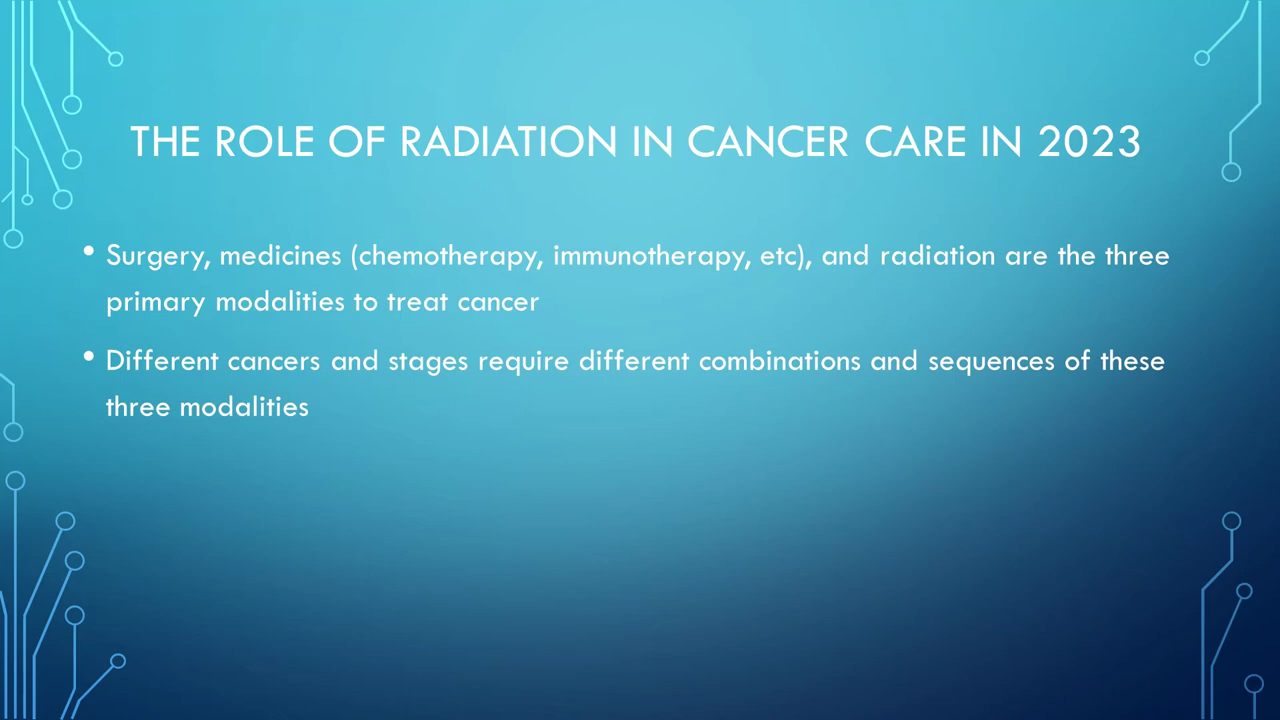 THE ROLE OF RADIATION IN CANCER CARE IN 2023
• Surgery, medicines (chemotherapy, immunotherapy, etc), and radiation are the three
primary modalities to treat cancer
• Different cancers and stages require different combinations and sequences of these
three modalities